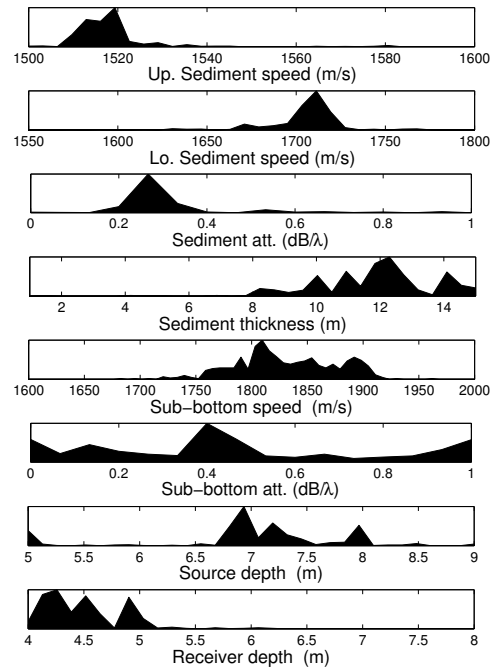 1500 1520 1540 1560 1580 1600
Up. Sediment speed (m/s)
1550 1600 1650 1700 1750 1800
Lo. Sediment speed (m/s)
0 0.2 0.4 0.6 0.8 1
Sediment att. (dB/λ)
2 4 6 8 10 12 14
Sediment thickness (m)
1600 1650 1700 1750 1800 1850 1900 1950 2000
Sub−bottom speed (m/s)
0 0.2 0.4 0.6 0.8 1
Sub−bottom att. (dB/λ)
5 5.5 6 6.5 7 7.5 8 8.5 9
Source depth (m)
4 4.5 5 5.5 6 6.5 7 7.5 8
Receiver depth (m)